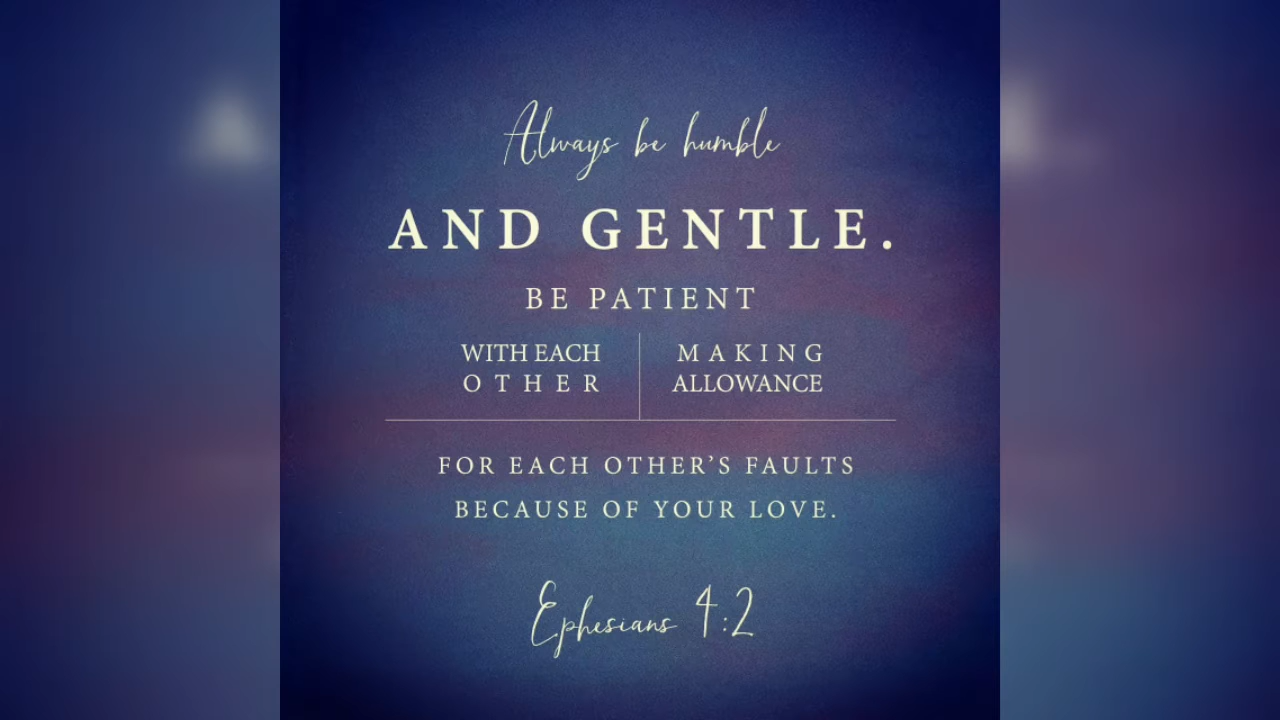 Always be humble
AND GENTLE.
BE PATIENT
WITH EACH
OTHER
MAKING
ALLOWANCE
FOR EACH OTHER’S FAULTS
BECAUSE OF YOUR LOVE.
Ephesians 4:2